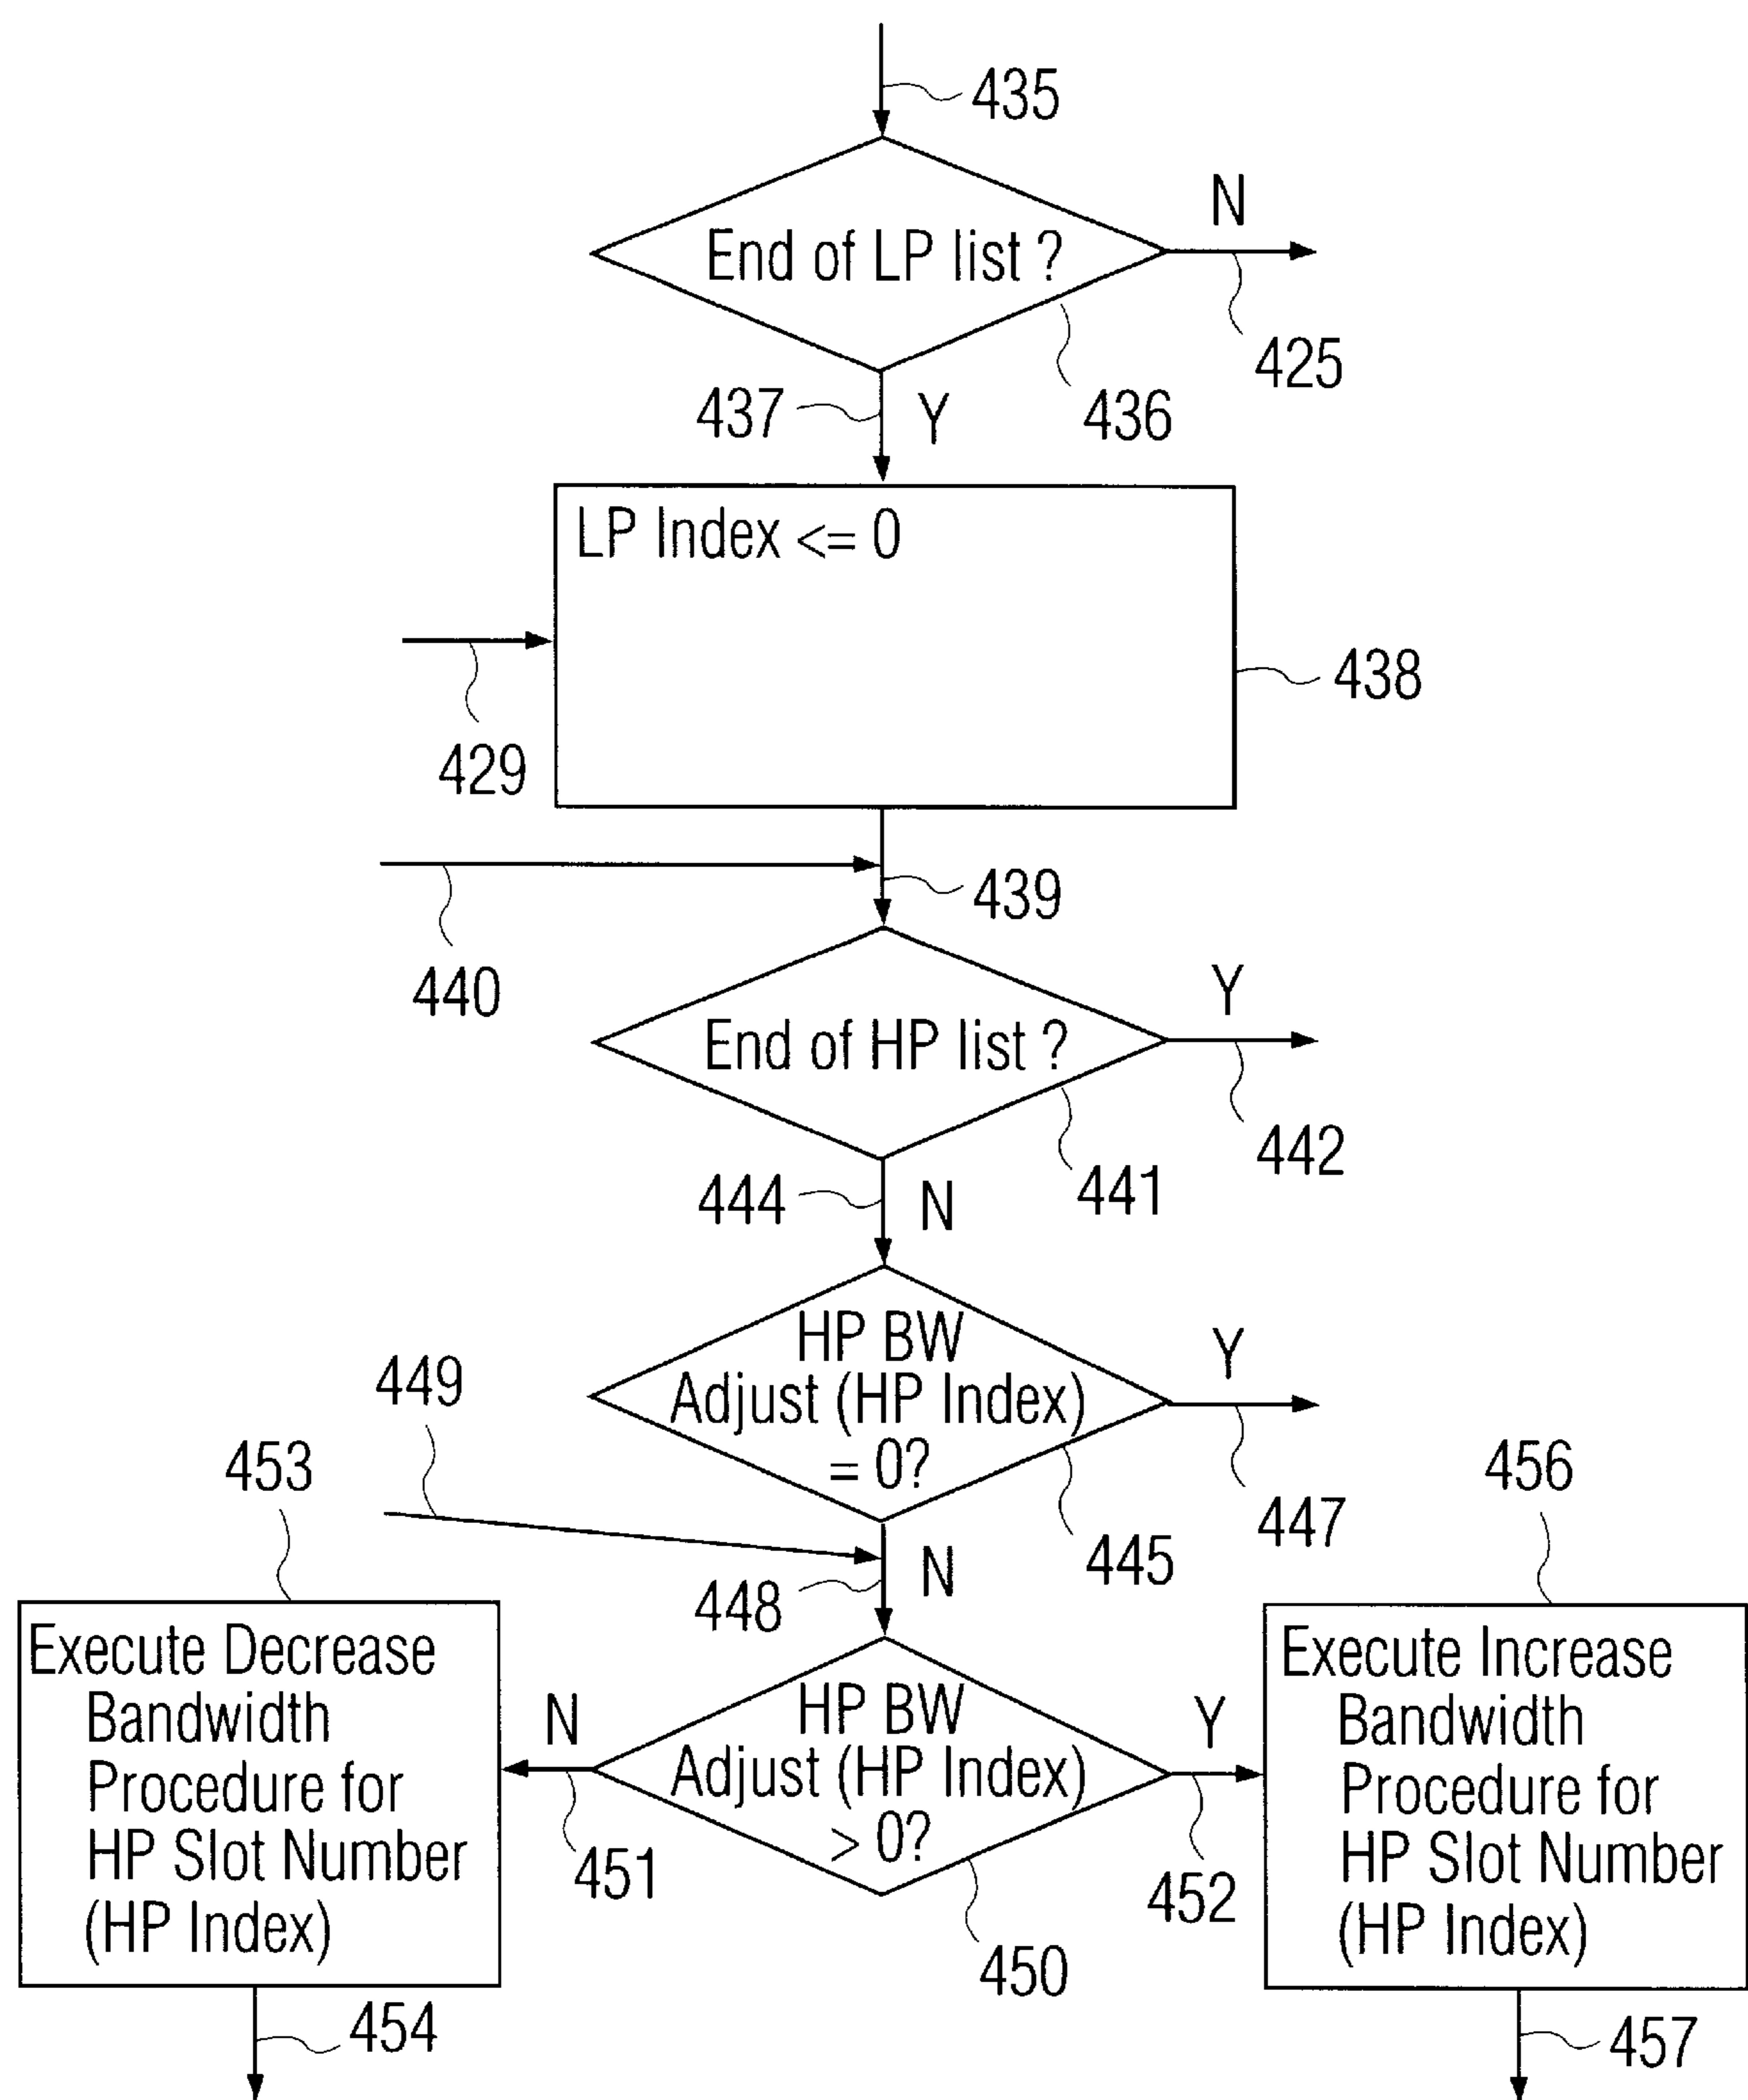 435
N
End of LP list ?
425
437
Y
436
LP Index <= 0
438
429
439
440
Y
End of HP list ?
442
444
N
441
HP BW
Adjust (HP Index)
= 0?
Y
449
447
453
456
445
448
N
Execute Decrease
Bandwidth
Procedure for
HP Slot Number
(HP Index)
N
HP BW
Adjust (HP Index)
> 0?
Y
Execute Increase
Bandwidth
Procedure for
HP Slot Number
(HP Index)
451
452
450
454
457